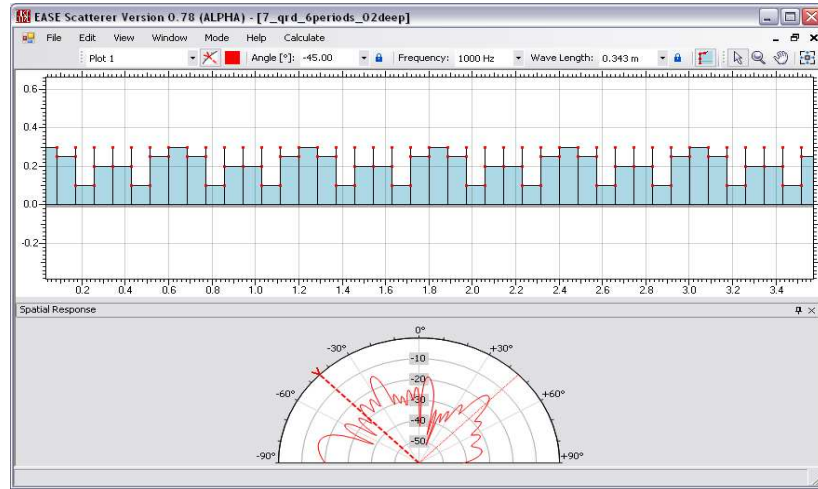 EASE Scatterer Version 0.78 (ALPHA) - [7_qrd_6periods_02deep]
File Edit View Window Mode Help Calculate
Plot 1 Angle [°]: -45.00 Frequency: 1000 Hz Wave Length: 0.343 m
0.6
0.4
0.2
0.0
-0.2
0.2 0.4 0.6 0.8 1.0 1.2 1.4 1.6 1.8 2.0 2.2 2.4 2.6 2.8 3.0 3.2 3.4
Spatial Response
0°
-30° +30°
-10
-20
-60° +60°
-30
-40
-50
-90° +90°